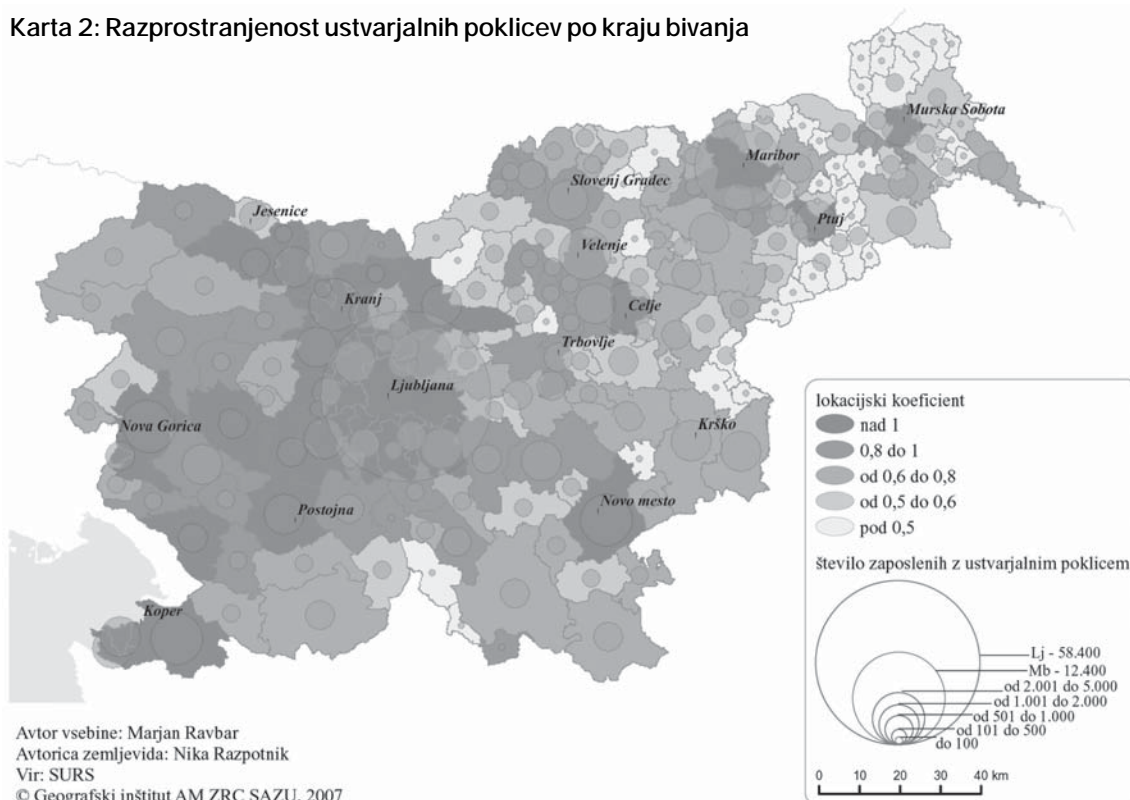 Karta 2: Razprostranjenost ustvarjalnih poklicev po kraju bivanja
Murska Sobota
Maribor
Slovenj Gradec
Jesenice
Ptuj
Velenje
Kranj
Celje
Trbovlje
Ljubljana
Nova Gorica
Krško
Novo mesto
Postojna
Koper
lokacijski koeficient
nad 1
0,8 do 1
od 0,6 do 0,8
od 0,5 do 0,6
pod 0,5
število zaposlenih z ustvarjalnim poklicem
Lj - 58.400
Mb - 12.400
od 2.001 do 5.000
od 1.001 do 2.000
od 501 do 1.000
od 101 do 500
do 100
0 10 20 30 40 km
Avtor vsebine: Marjan Ravbar
Avtorica zemljevida: Nika Razpotnik
Vir: SURS
© Geografski inštitut AM ZRC SAZU, 2007